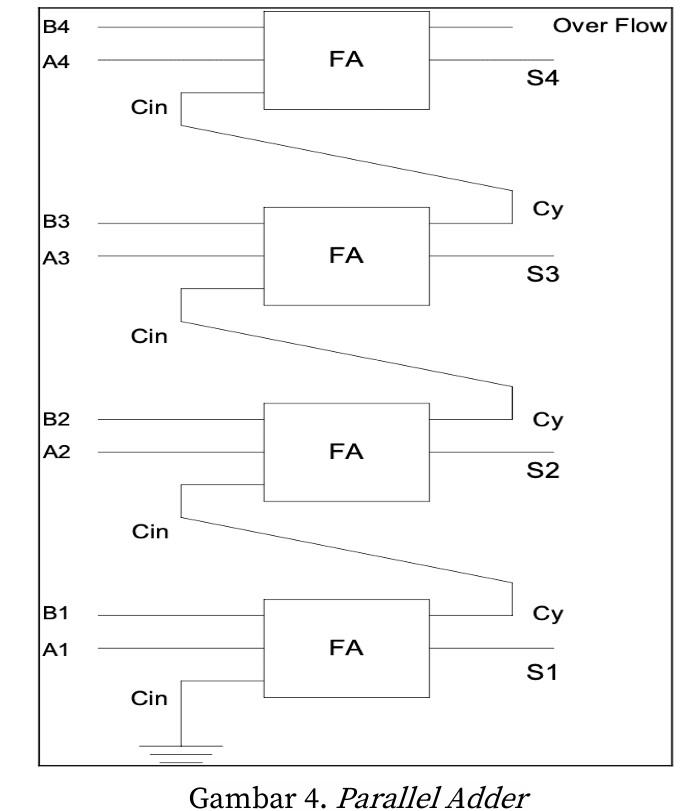 B4
Over Flow
A4
FA
S4
Cin
Cy
B3
A3
FA
S3
Cin
B2
Cy
A2
FA
S2
Cin
B1
Cy
A1
FA
S1
Cin
Gambar 4. Parallel Adder